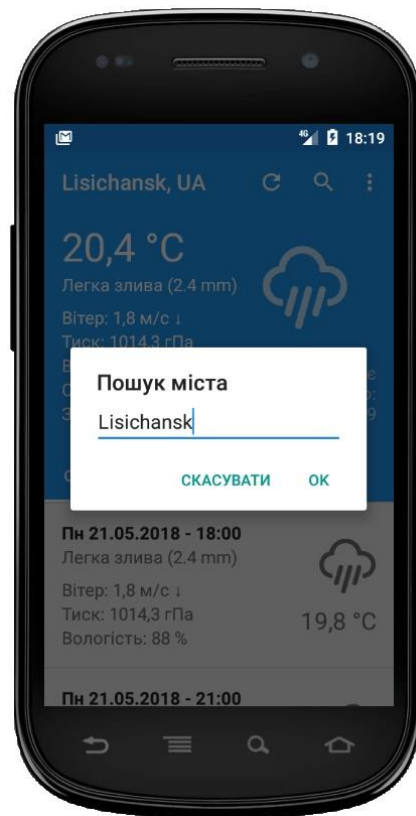 4G 18:19
Lisichansk, UA
20,4 °C
Легка злива (2.4 mm)
Вітер: 1,8 м/с ↓
Тиск: 1014,3 гПа
Пошук міста
Lisichansk
СКАСУВАТИ OK
Пн 21.05.2018 - 18:00
Легка злива (2.4 mm)
Вітер: 1,8 м/с ↓
Тиск: 1014,3 гПа
19,8 °C
Вологість: 88 %
Пн 21.05.2018 - 21:00